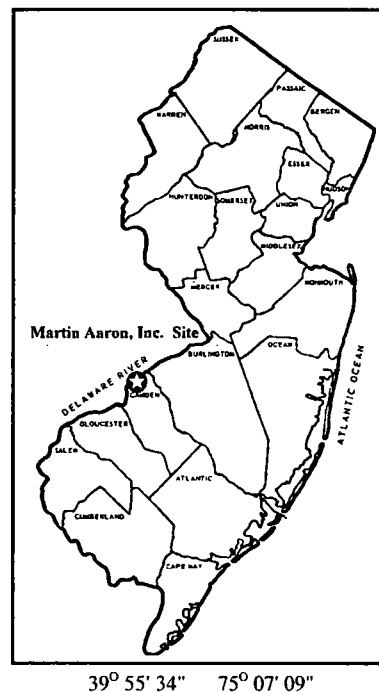 SUSSEX
PASSAIC
BERGEN
WARREN
MORRIS
ESSEX
HUDSON
HUNTERDON
SOMERSET
UNION
MIDDLESEX
MERCER
MONMOUTH
Martin Aaron, Inc. Site
BURLINGTON
OCEAN
DELAWARE RIVER
ATLANTIC OCEAN
CAMDEN
GLOUCESTER
SALEM
ATLANTIC
CUMBERLAND
CAPE MAY
39° 55' 34" 75° 07' 09"